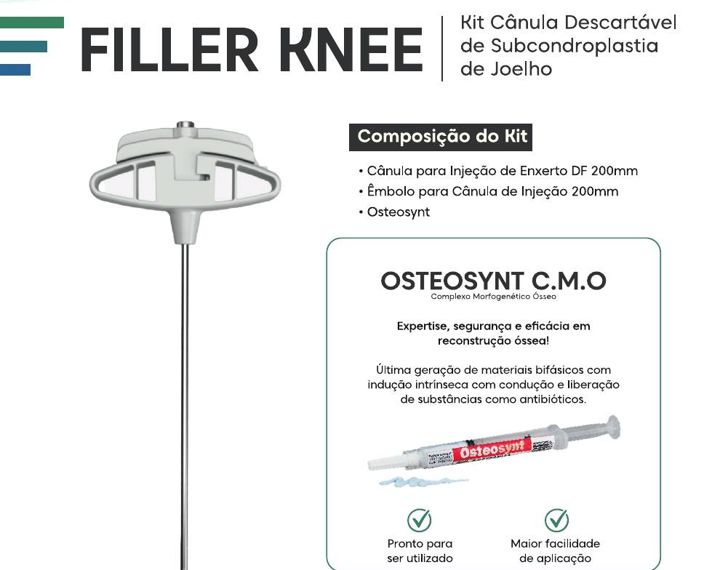 FILLER KNEE
Kit Cânula Descartável
de Subcondroplastia
de Joelho
Composição do Kit
• Cânula para Injeção de Enxerto DF 200mm
• Êmbolo para Cânula de Injeção 200mm
• Osteosynt
OSTEOSYNT C.M.O
Complexo Morfogenético Ósseo
Expertise, segurança e eficácia em
reconstrução óssea!
Última geração de materiais bifásicos com
indução intrínseca com condução e liberação
de substâncias como antibióticos.
Osteosynt
Pronto para
ser utilizado
Maior facilidade
de aplicação